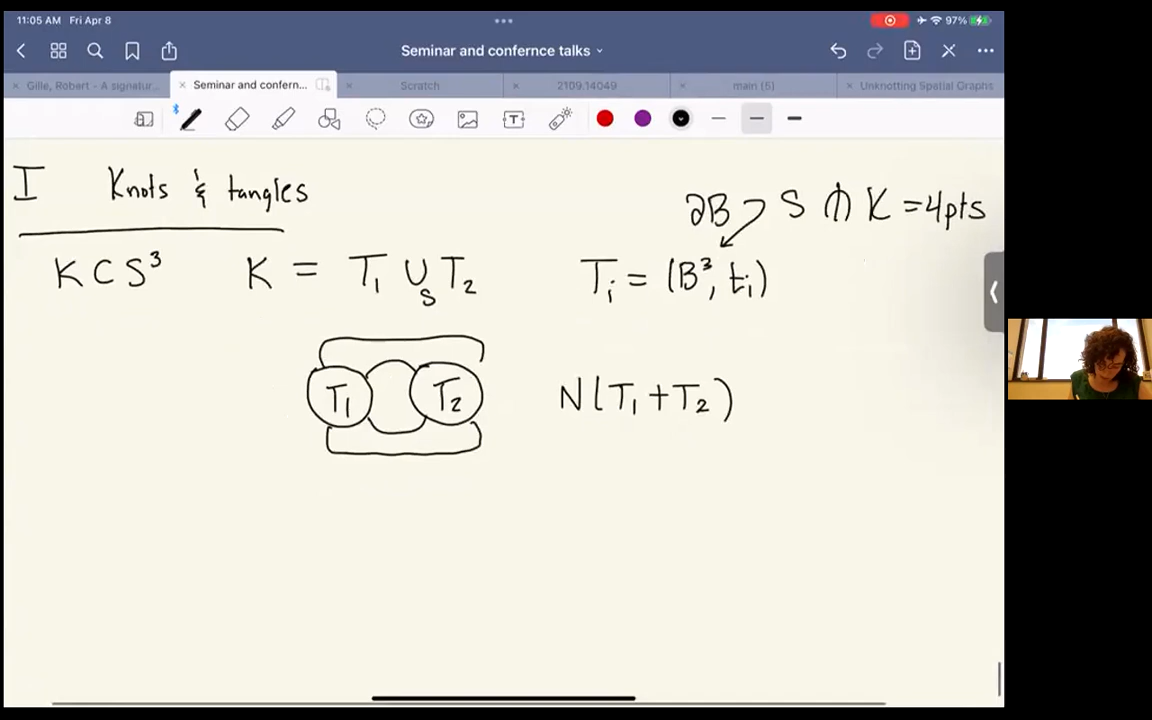 11:05 AM Fri Apr 8
97%
Seminar and confernce talks
Gille, Robert - A signatur...
Seminar and confern...
Scratch
2109.14049
main (5)
Unknotting Spatial Graphs
I Knots & tangles
∂B S ⋔ K = 4pts
K ⊂ S³ K = T₁ ∪ₛ T₂ Tᵢ = (B³, tᵢ)
T₁ T₂ N(T₁+T₂)